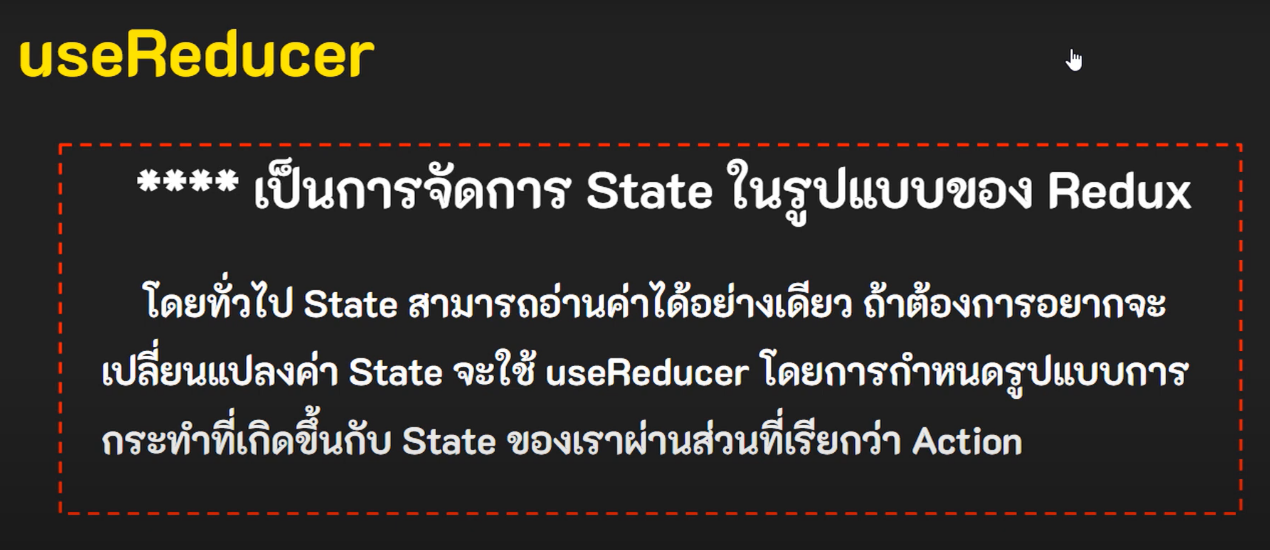 useReducer
**** เป็นการจัดการ State ในรูปแบบของ Redux
โดยทั่วไป State สามารถอ่านค่าได้อย่างเดียว ถ้าต้องการอยากจะ
เปลี่ยนแปลงค่า State จะใช้ useReducer โดยการกำหนดรูปแบบการ
กระทำที่เกิดขึ้นกับ State ของเราผ่านส่วนที่เรียกว่า Action